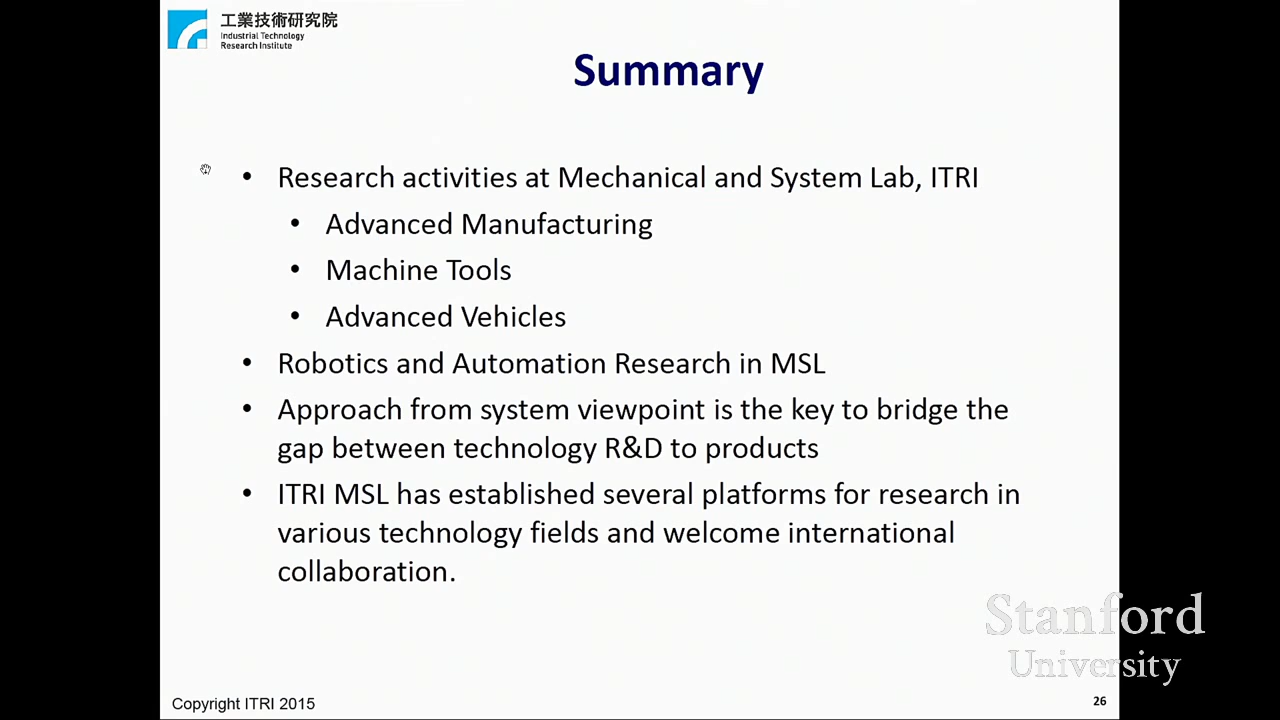 工業技術研究院
Industrial Technology
Research Institute
Summary
• Research activities at Mechanical and System Lab, ITRI
• Advanced Manufacturing
• Machine Tools
• Advanced Vehicles
• Robotics and Automation Research in MSL
• Approach from system viewpoint is the key to bridge the
gap between technology R&D to products
• ITRI MSL has established several platforms for research in
various technology fields and welcome international
collaboration.
Stanford
University
Copyright ITRI 2015
26